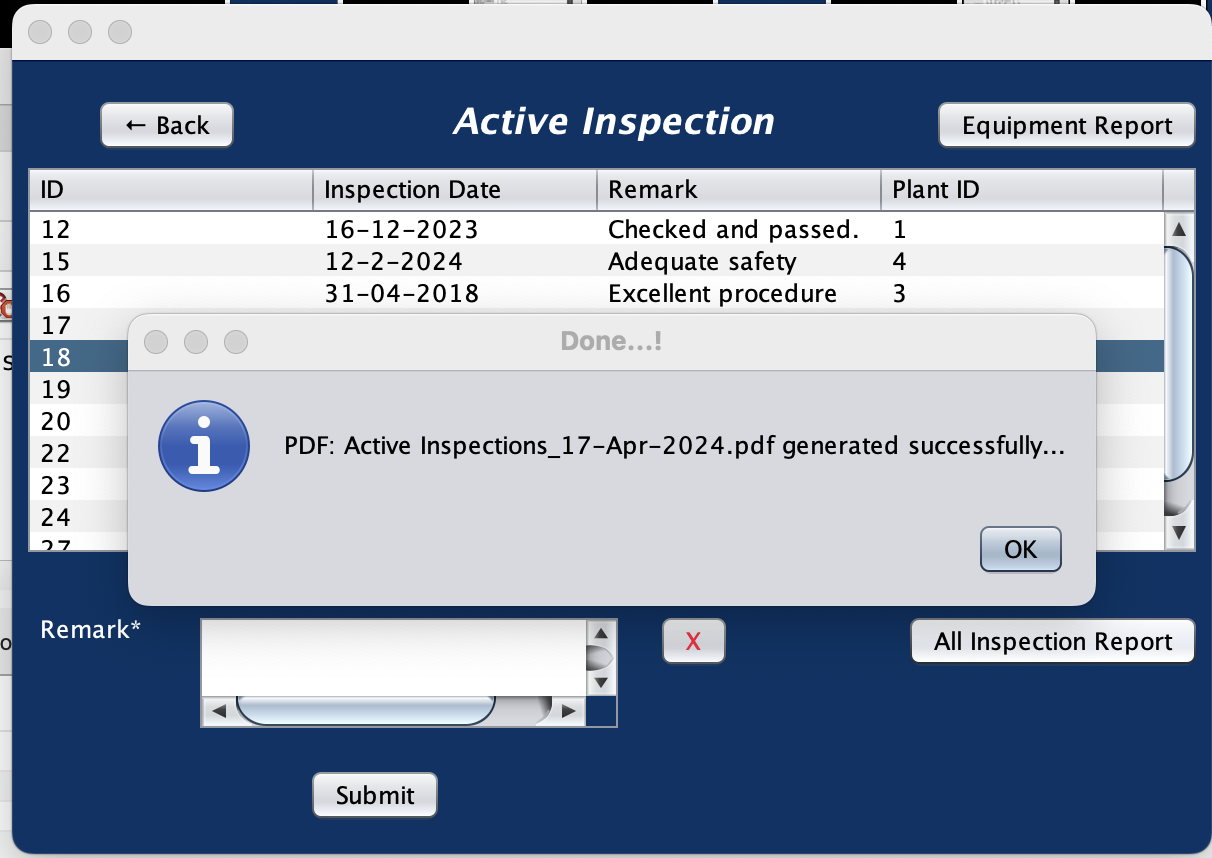 ← Back
Active Inspection
Equipment Report
ID Inspection Date Remark Plant ID
12 16-12-2023 Checked and passed. 1
15 12-2-2024 Adequate safety 4
16 31-04-2018 Excellent procedure 3
17
18
19
20
22
23
24
27
Done...!
PDF: Active Inspections_17-Apr-2024.pdf generated successfully...
OK
Remark*
X
All Inspection Report
Submit